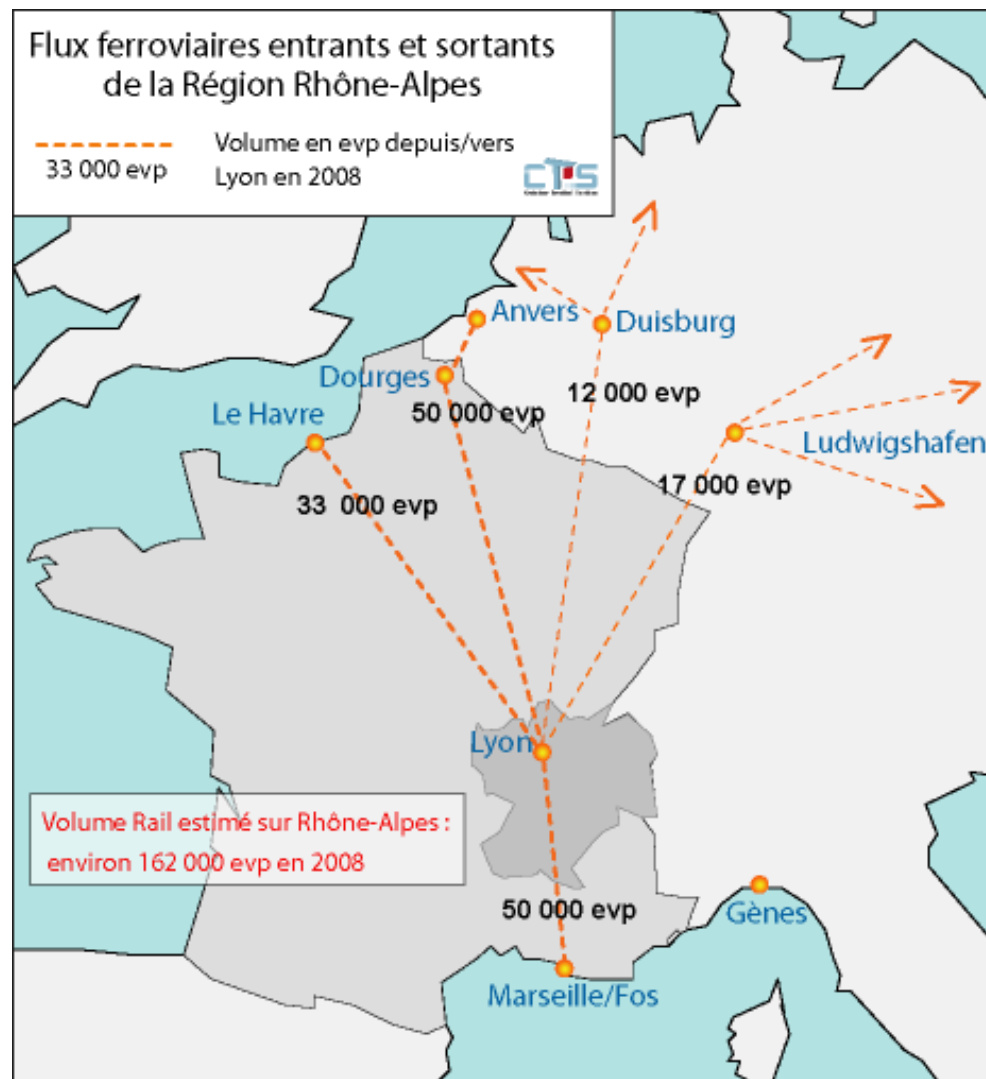 Flux ferroviaires entrants et sortants
de la Région Rhône-Alpes
Volume en evp depuis/vers
33 000 evp
Lyon en 2008
CTS
Anvers
Duisburg
Dourges
12 000 evp
Le Havre
50 000 evp
Ludwigshafen
17 000 evp
33 000 evp
Lyon
Volume Rail estimé sur Rhône-Alpes :
environ 162 000 evp en 2008
50 000 evp
Gènes
Marseille/Fos